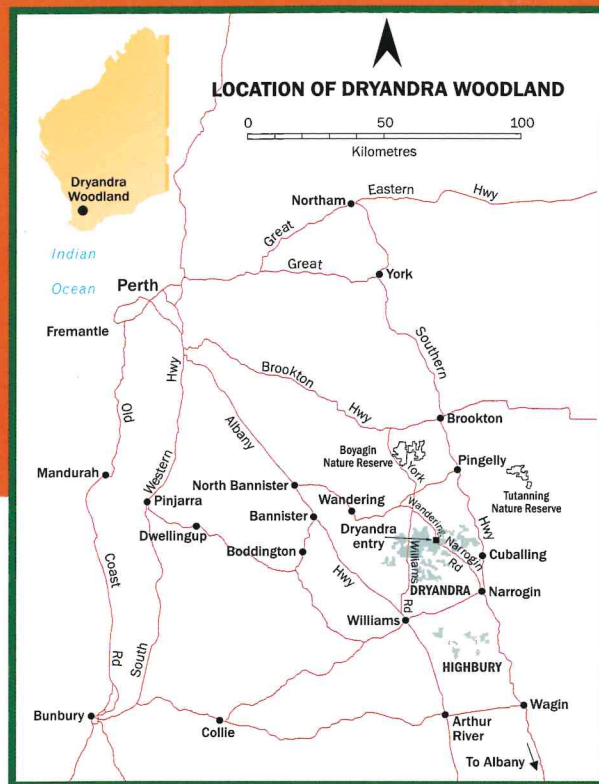 LOCATION OF DRYANDRA WOODLAND
0 50 100
Kilometres
Dryandra
Woodland
Indian
Ocean
Northam
Eastern
Hwy
Great
Great
York
Perth
Fremantle
Southern
Hwy
Brookton
Hwy
Brookton
Old
Albany
Boyagin
Nature Reserve
York
Pingelly
Mandurah
Western
North Bannister
Tutanning
Nature Reserve
Pinjarra
Wandering
Wandering
Bannister
Dwellingup
Dryandra
entry
Hwy
Narrogin
Rd
Cuballing
Boddington
Williams
Coast
Hwy
DRYANDRA
Narrogin
Rd
Williams
Rd
South
HIGHBURY
Bunbury
Collie
Arthur
River
Wagin
To Albany